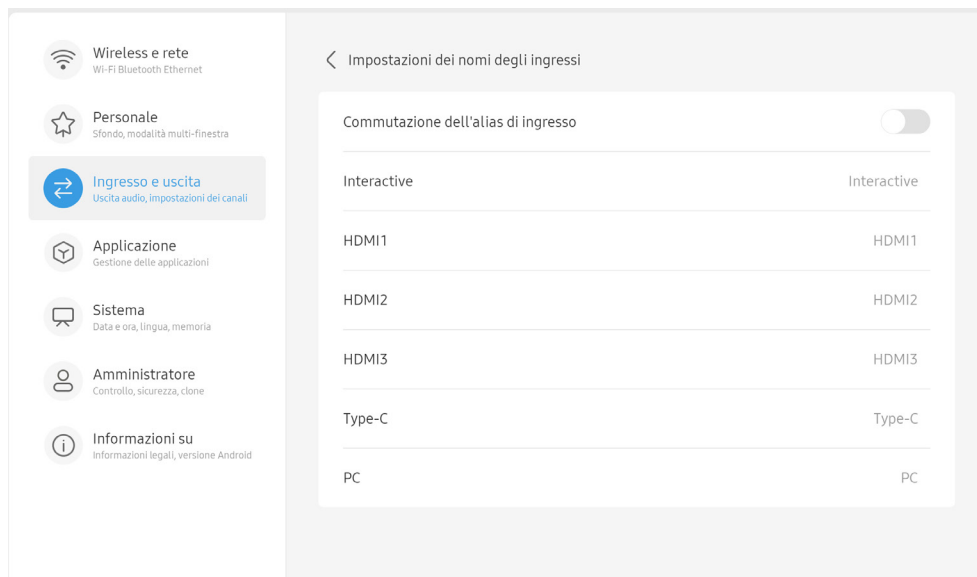 Wireless e rete
Wi-Fi Bluetooth Ethernet
Personale
Sfondo, modalità multi-finestra
Ingresso e uscita
Uscita audio, impostazioni dei canali
Applicazione
Gestione delle applicazioni
Sistema
Data e ora, lingua, memoria
Amministratore
Controllo, sicurezza, clone
Informazioni su
Informazioni legali, versione Android
Impostazioni dei nomi degli ingressi
Commutazione dell'alias di ingresso
Interactive Interactive
HDMI1 HDMI1
HDMI2 HDMI2
HDMI3 HDMI3
Type-C Type-C
PC PC